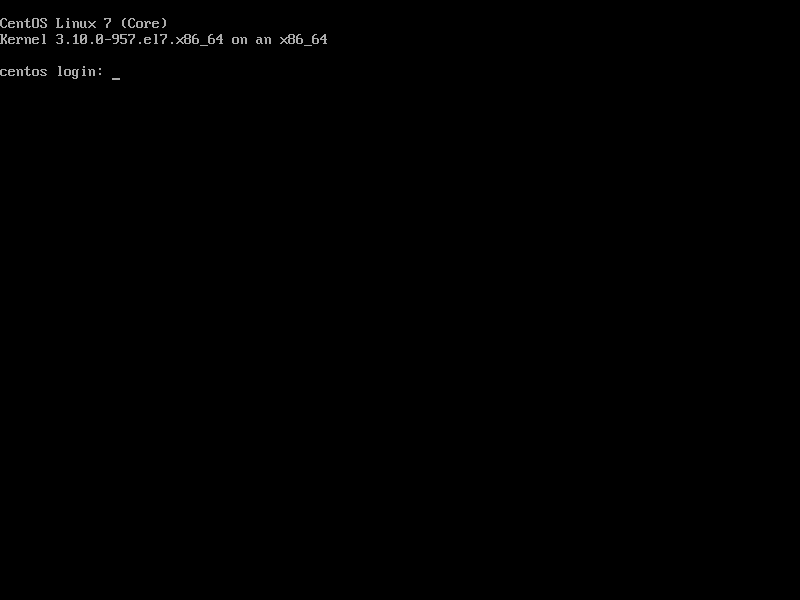 CentOS Linux 7 (Core)
Kernel 3.10.0-957.el7.x86_64 on an x86_64
centos login: _